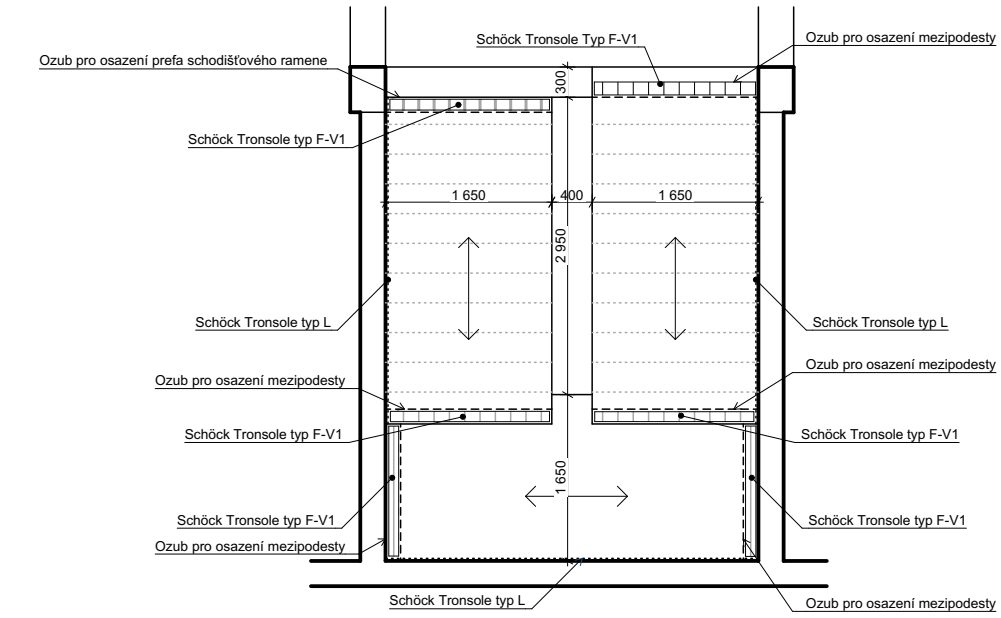 Ozub pro osazení mezipodesty
Schöck Tronsole Typ F-V1
Ozub pro osazení prefa schodišťového ramene
300
Schöck Tronsole typ F-V1
1 650
400
1 650
2 950
Schöck Tronsole typ L
Schöck Tronsole typ L
Ozub pro osazení mezipodesty
Ozub pro osazení mezipodesty
Schöck Tronsole typ F-V1
Schöck Tronsole typ F-V1
1 650
Schöck Tronsole typ F-V1
Schöck Tronsole typ F-V1
Ozub pro osazení mezipodesty
Schöck Tronsole typ L
Ozub pro osazení mezipodesty